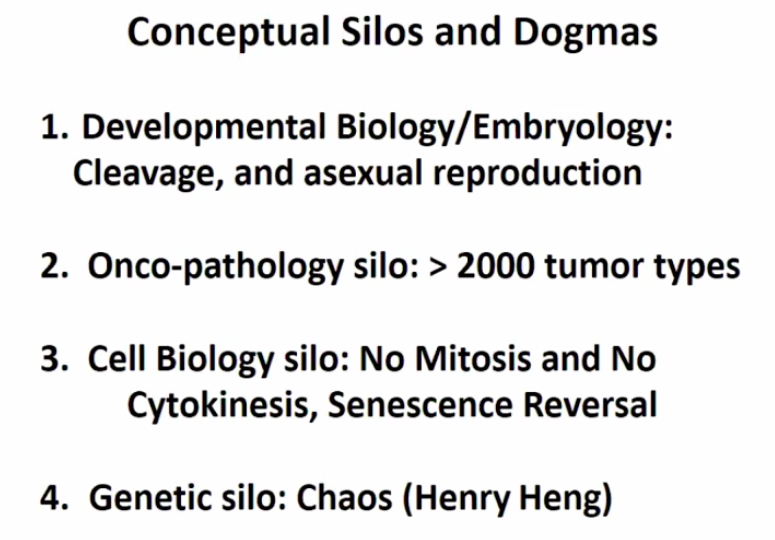 Conceptual Silos and Dogmas
1. Developmental Biology/Embryology:
Cleavage, and asexual reproduction
2. Onco-pathology silo: > 2000 tumor types
3. Cell Biology silo: No Mitosis and No
Cytokinesis, Senescence Reversal
4. Genetic silo: Chaos (Henry Heng)